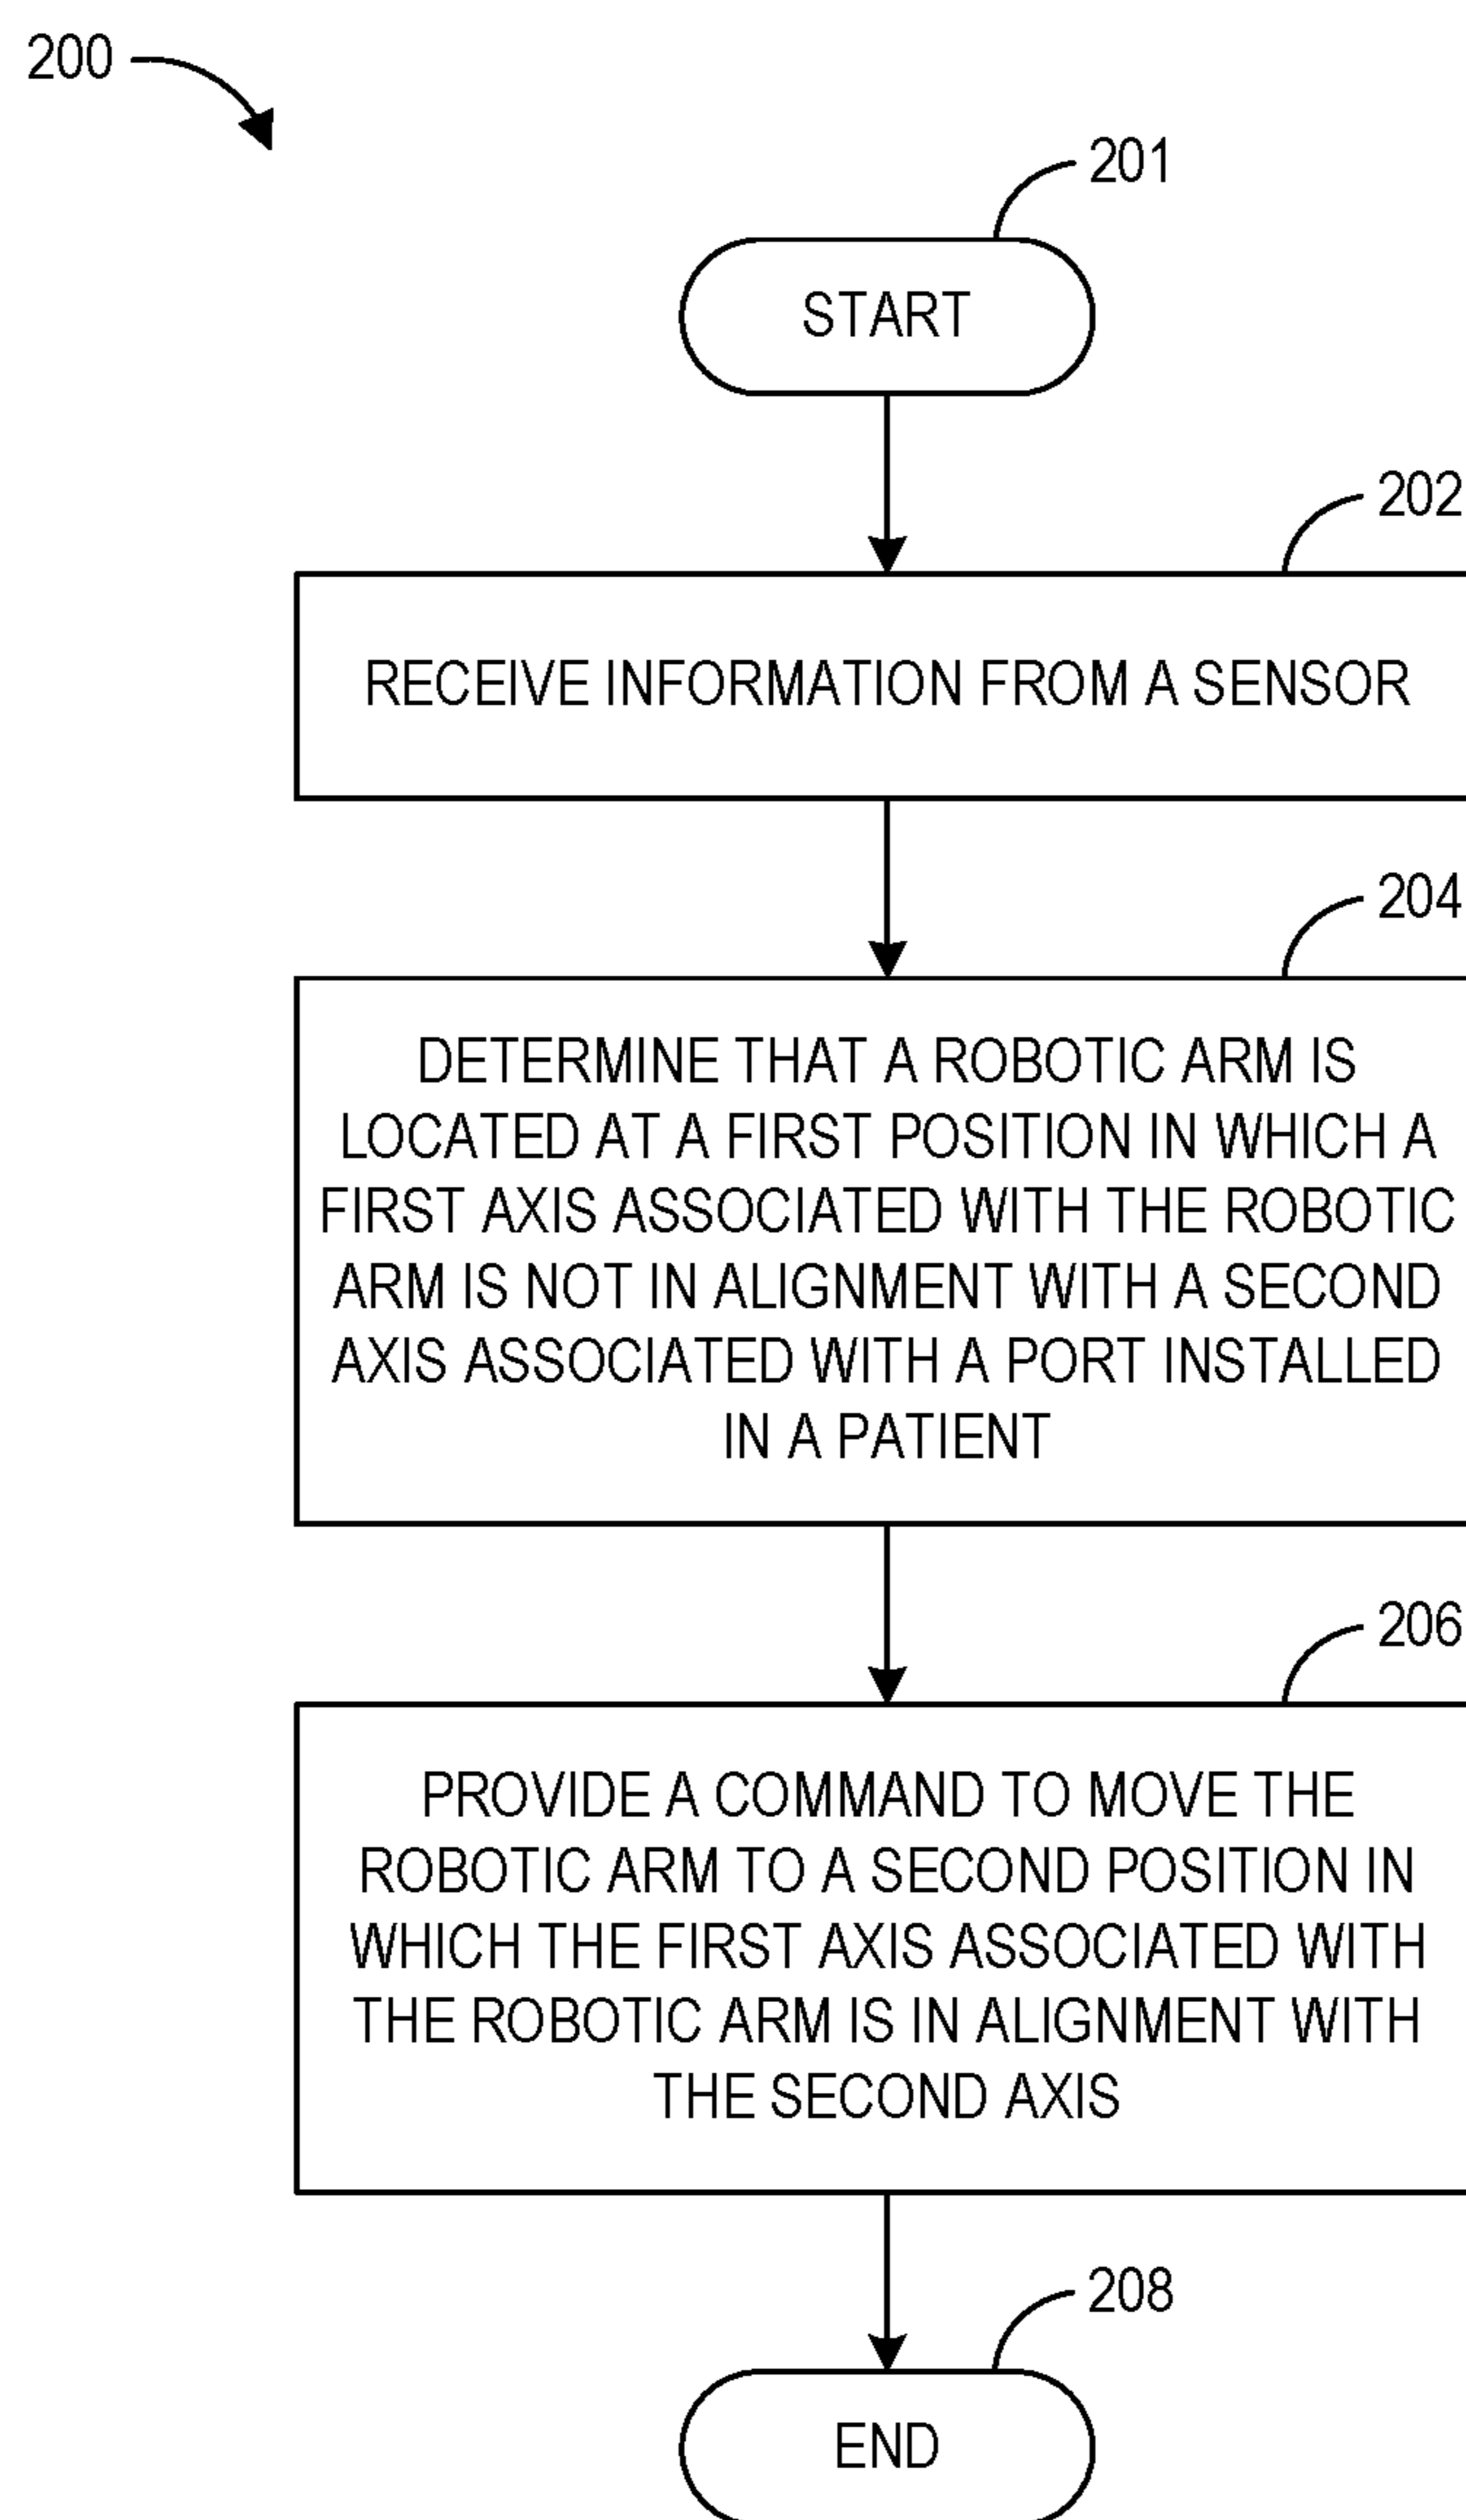 200
201
START
202
RECEIVE INFORMATION FROM A SENSOR
204
DETERMINE THAT A ROBOTIC ARM IS
LOCATED AT A FIRST POSITION IN WHICH A
FIRST AXIS ASSOCIATED WITH THE ROBOTIC
ARM IS NOT IN ALIGNMENT WITH A SECOND
AXIS ASSOCIATED WITH A PORT INSTALLED
IN A PATIENT
206
PROVIDE A COMMAND TO MOVE THE
ROBOTIC ARM TO A SECOND POSITION IN
WHICH THE FIRST AXIS ASSOCIATED WITH
THE ROBOTIC ARM IS IN ALIGNMENT WITH
THE SECOND AXIS
208
END